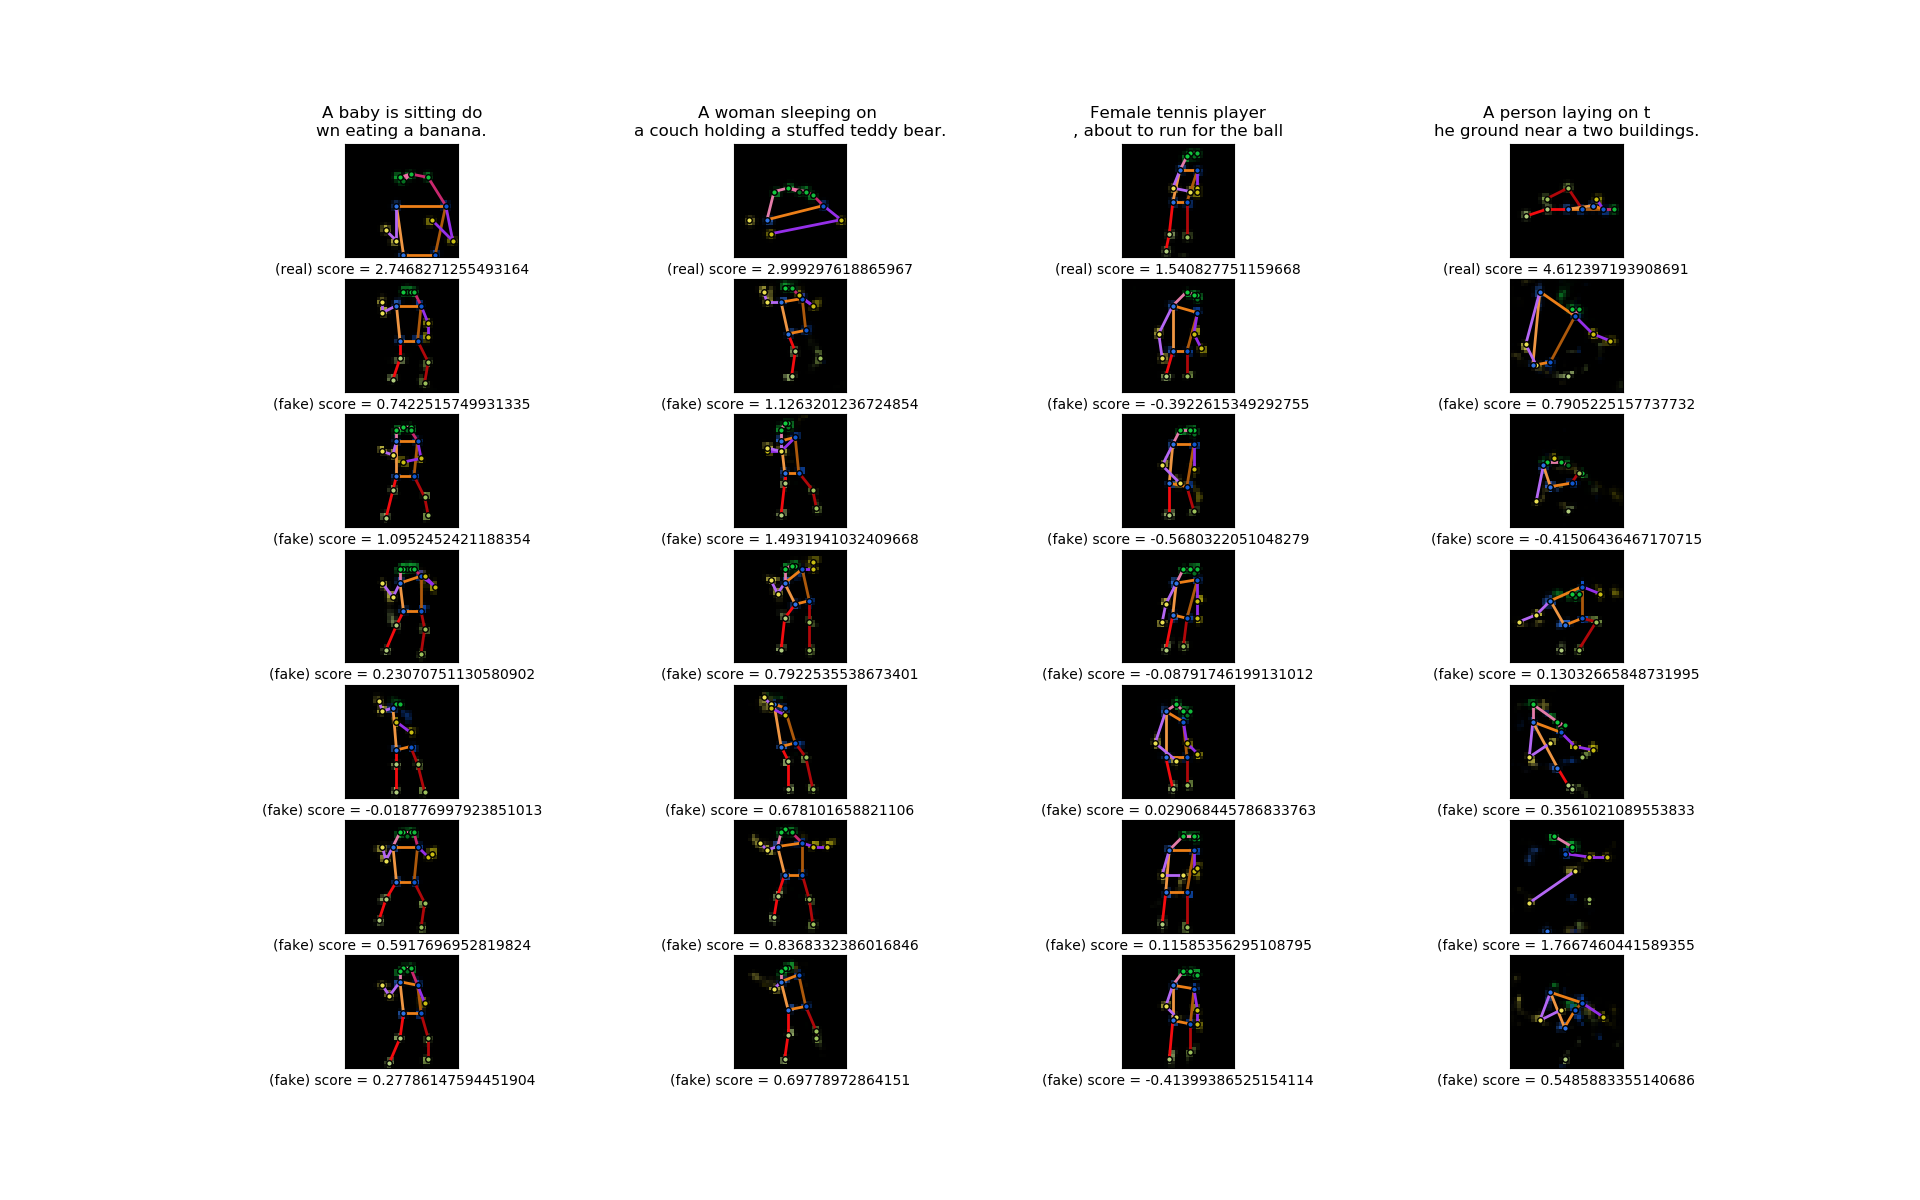 A baby is sitting do
wn eating a banana.
A woman sleeping on
a couch holding a stuffed teddy bear.
Female tennis player
, about to run for the ball
A person laying on t
he ground near a two buildings.
(real) score = 2.7468271255493164
(real) score = 2.999297618865967
(real) score = 1.540827751159668
(real) score = 4.612397193908691
(fake) score = 0.7422515749931335
(fake) score = 1.1263201236724854
(fake) score = -0.3922615349292755
(fake) score = 0.7905225157737732
(fake) score = 1.0952452421188354
(fake) score = 1.4931941032409668
(fake) score = -0.5680322051048279
(fake) score = -0.41506436467170715
(fake) score = 0.23070751130580902
(fake) score = 0.7922535538673401
(fake) score = -0.08791746199131012
(fake) score = 0.13032665848731995
(fake) score = -0.018776997923851013
(fake) score = 0.678101658821106
(fake) score = 0.029068445786833763
(fake) score = 0.3561021089553833
(fake) score = 0.5917696952819824
(fake) score = 0.8368332386016846
(fake) score = 0.11585356295108795
(fake) score = 1.7667460441589355
(fake) score = 0.27786147594451904
(fake) score = 0.69778972864151
(fake) score = -0.41399386525154114
(fake) score = 0.5485883355140686